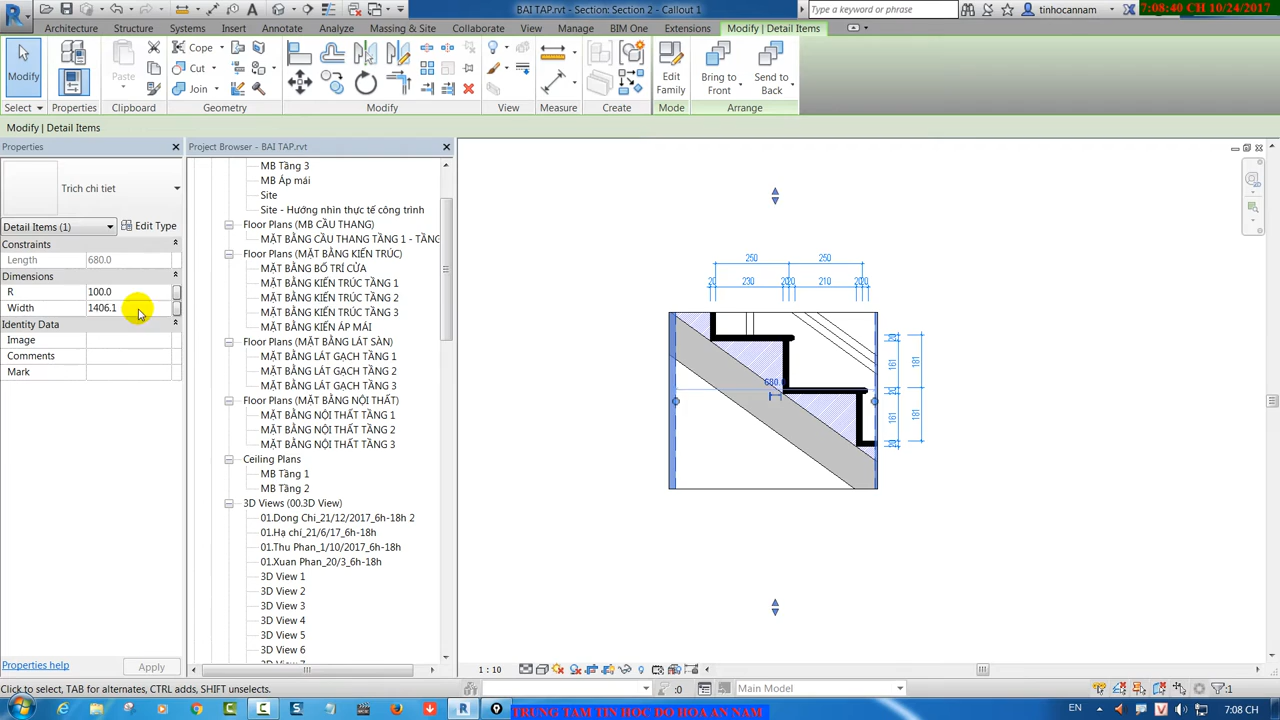 BAI TAP.rvt - Section: Section 2 - Callout 1
Type a keyword or phrase
tinhocannam
7:08:40 CH 10/24/2017
Architecture Structure Systems Insert Annotate Analyze Massing & Site Collaborate View Manage BIM One Extensions Modify | Detail Items
Modify
Paste
Cope
Cut
Join
Edit Family
Bring to Front
Send to Back
Select Properties Clipboard Geometry Modify View Measure Create Mode Arrange
Modify | Detail Items
Properties
Trich chi tiet
Detail Items (1)
Edit Type
Constraints
Length 680.0
Dimensions
R 100.0
Width 1406.1
Identity Data
Image
Comments
Mark
Properties help
Apply
Project Browser - BAI TAP.rvt
MB Tầng 3
MB Áp mái
Site
Site - Hướng nhìn thực tế công trình
Floor Plans (MB CẦU THANG)
MẶT BẰNG CẦU THANG TẦNG 1 - TẦNG
Floor Plans (MẶT BẰNG KIẾN TRÚC)
MẶT BẰNG BỐ TRÍ CỬA
MẶT BẰNG KIẾN TRÚC TẦNG 1
MẶT BẰNG KIẾN TRÚC TẦNG 2
MẶT BẰNG KIẾN TRÚC TẦNG 3
MẶT BẰNG KIẾN ÁP MÁI
Floor Plans (MẶT BẰNG LÁT SÀN)
MẶT BẰNG LÁT GẠCH TẦNG 1
MẶT BẰNG LÁT GẠCH TẦNG 2
MẶT BẰNG LÁT GẠCH TẦNG 3
Floor Plans (MẶT BẰNG NỘI THẤT)
MẶT BẰNG NỘI THẤT TẦNG 1
MẶT BẰNG NỘI THẤT TẦNG 2
MẶT BẰNG NỘI THẤT TẦNG 3
Ceiling Plans
MB Tầng 1
MB Tầng 2
3D Views (00.3D View)
01.Dong Chi_21/12/2017_6h-18h 2
01.Hạ chí_21/6/17_6h-18h
01.Thu Phan_1/10/2017_6h-18h
01.Xuan Phan_20/3_6h-18h
3D View 1
3D View 2
3D View 3
3D View 4
3D View 5
3D View 6
250 250
20 230 20 210 20
20 161 20 161 20
181 181
1 : 10
Click to select, TAB for alternates, CTRL adds, SHIFT unselects.
:0
Main Model
:1
TRUNG TAM TIN HOC DO HOA AN NAM
EN
7:08 CH